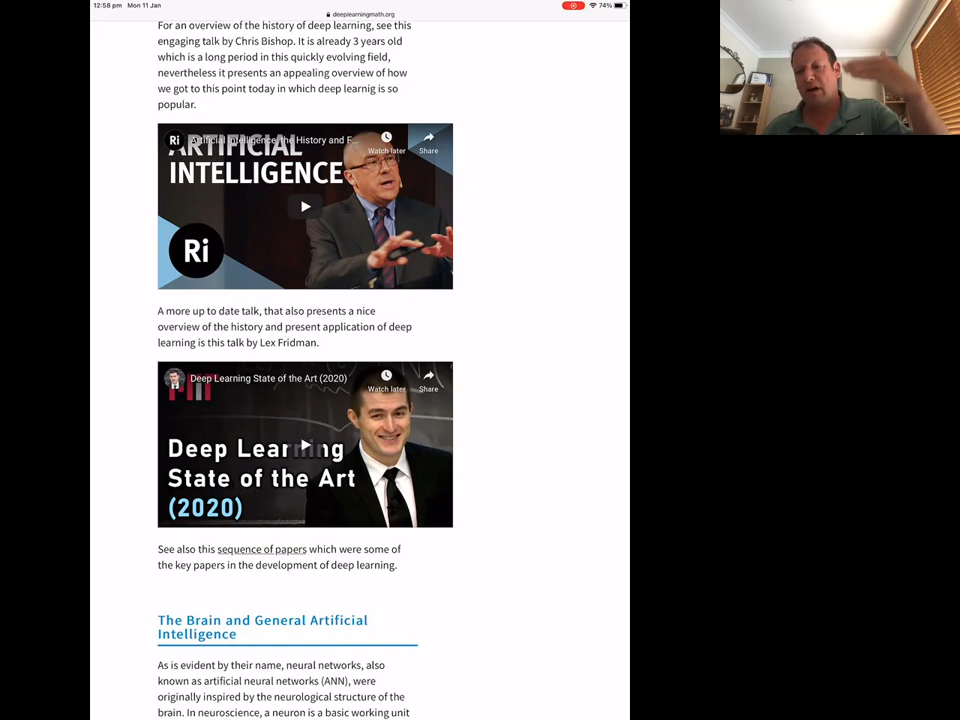 12:58 pm Mon 11 Jan
74%
deeplearningmath.org
For an overview of the history of deep learning, see this
engaging talk by Chris Bishop. It is already 3 years old
which is a long period in this quickly evolving field,
nevertheless it presents an appealing overview of how
we got to this point today in which deep learnig is so
popular.
Ri
Artificial Intelligence, the History and F...
Watch later
Share
ARTIFICIAL
INTELLIGENCE
Ri
A more up to date talk, that also presents a nice
overview of the history and present application of deep
learning is this talk by Lex Fridman.
Deep Learning State of the Art (2020)
Watch later
Share
MIT
Deep Learning
State of the Art
(2020)
See also this sequence of papers which were some of
the key papers in the development of deep learning.
The Brain and General Artificial
Intelligence
As is evident by their name, neural networks, also
known as artificial neural networks (ANN), were
originally inspired by the neurological structure of the
brain. In neuroscience, a neuron is a basic working unit